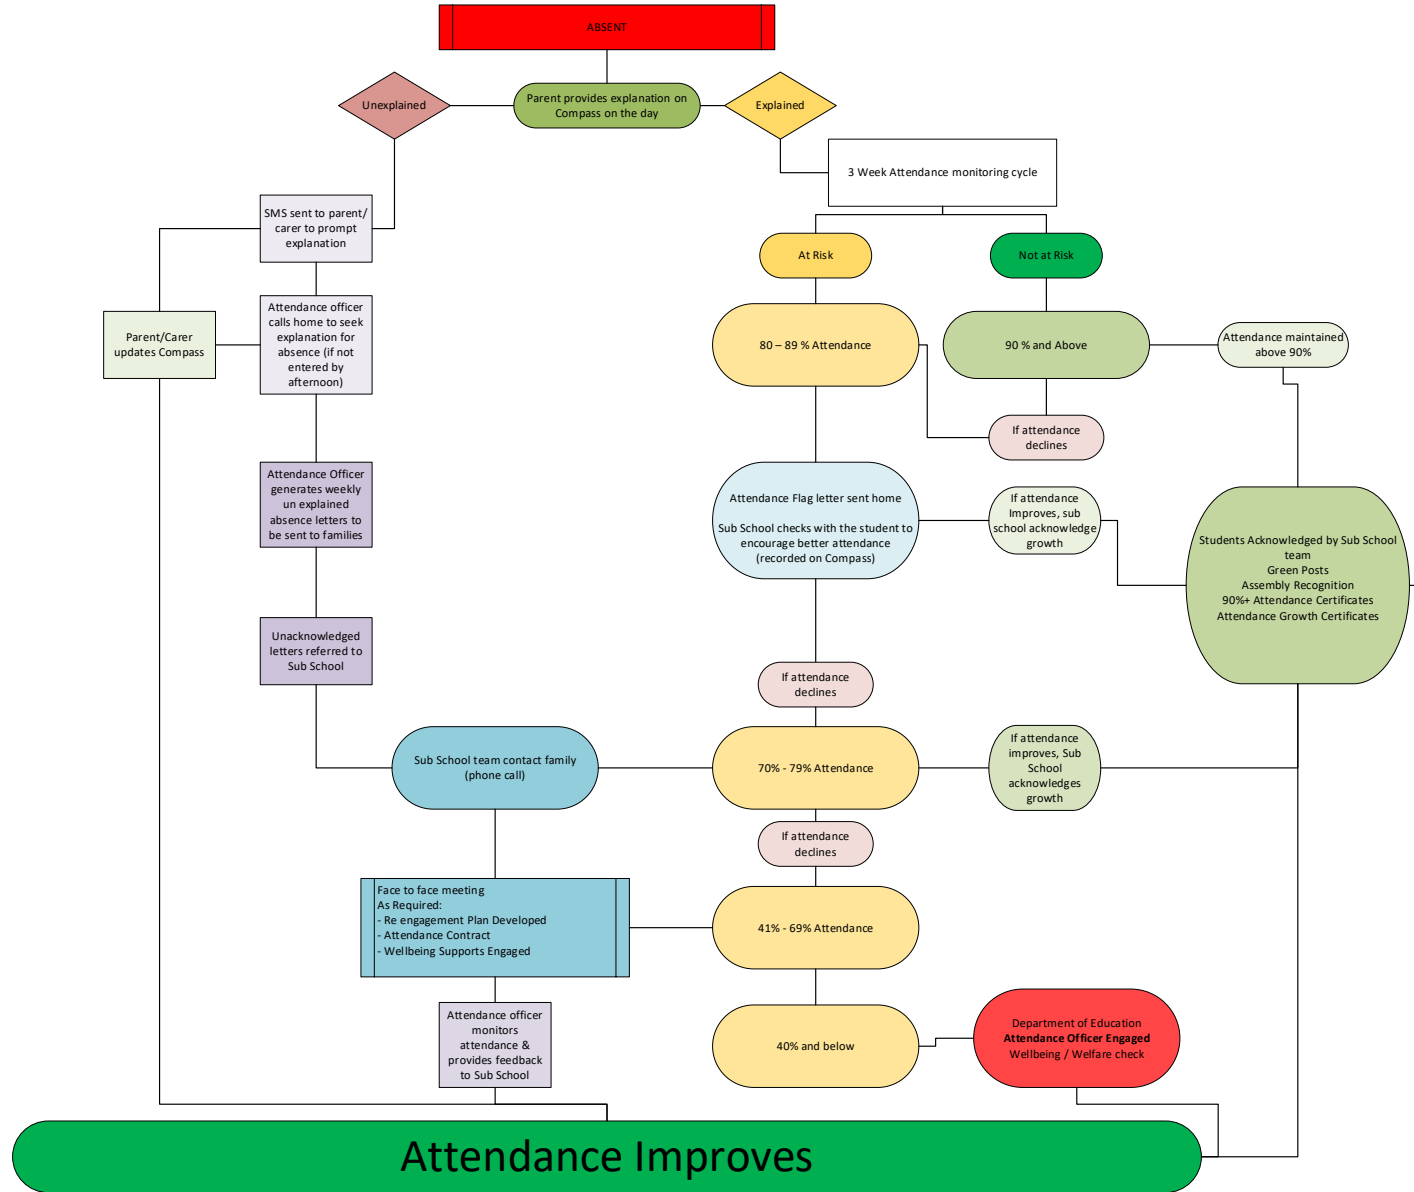 ABSENT
Unexplained
Parent provides explanation on
Compass on the day
Explained
3 Week Attendance monitoring cycle
SMS sent to parent/
carer to prompt
explanation
At Risk
Not at Risk
Attendance officer
calls home to seek
explanation for
absence (if not
entered by
afternoon)
Parent/Carer
updates Compass
80 – 89 % Attendance
90 % and Above
Attendance maintained
above 90%
If attendance
declines
Attendance Officer
generates weekly
un explained
absence letters to
be sent to families
Attendance Flag letter sent home
Sub School checks with the student to
encourage better attendance
(recorded on Compass)
If attendance
Improves, sub
school acknowledge
growth
Students Acknowledged by Sub School
team
Green Posts
Assembly Recognition
90%+ Attendance Certificates
Attendance Growth Certificates
Unacknowledged
letters referred to
Sub School
If attendance
declines
Sub School team contact family
(phone call)
70% - 79% Attendance
If attendance
improves, Sub
School
acknowledges
growth
If attendance
declines
Face to face meeting
As Required:
- Re engagement Plan Developed
- Attendance Contract
- Wellbeing Supports Engaged
41% - 69% Attendance
Attendance officer
monitors
attendance &
provides feedback
to Sub School
40% and below
Department of Education
Attendance Officer Engaged
Wellbeing / Welfare check
Attendance Improves